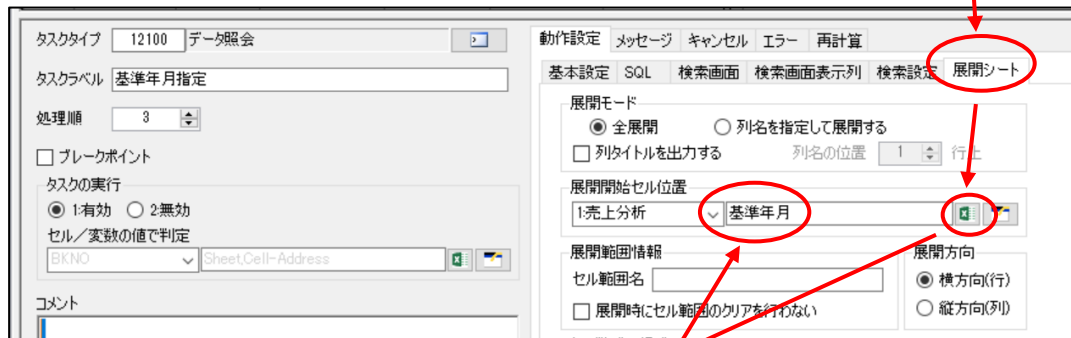 タスクタイプ 12100 データ照会
タスクラベル 基準年月指定
処理順 3
ブレークポイント
タスクの実行
1:有効 2:無効
セル／変数の値で判定
BKNO Sheet,Cell-Address
コメント
動作設定 メッセージ キャンセル エラー 再計算
基本設定 SQL 検索画面 検索画面表示列 検索設定 展開シート
展開モード
全展開 列名を指定して展開する
列タイトルを出力する 列名の位置 1 行上
展開開始セル位置
1:売上分析 基準年月
展開範囲情報
セル範囲名
展開時にセル範囲のクリアを行わない
展開方向
横方向(行)
縦方向(列)